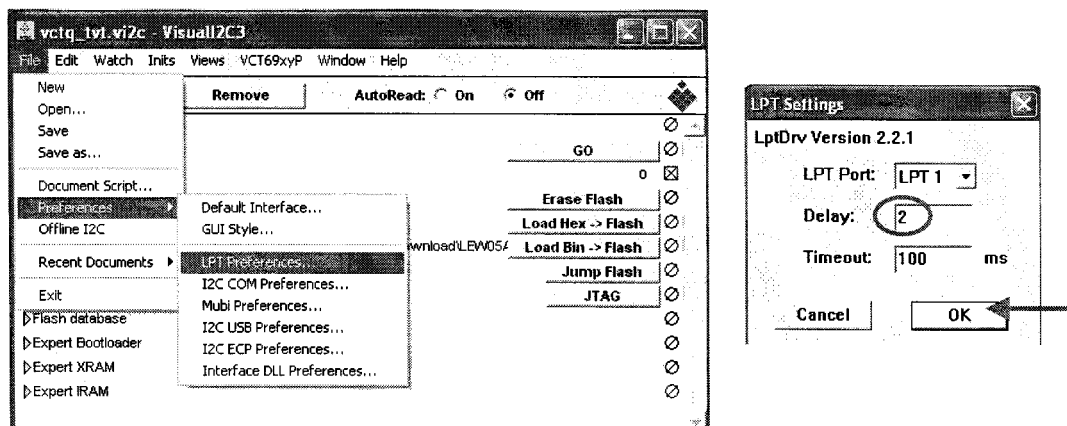 vctq_tvt.vi2c - VisualI2C3
File Edit Watch Inits Views VCT69xyP Window Help
New
Open...
Save
Save as...
Document Script...
Preferences
Offline I2C
Recent Documents
Exit
Default Interface...
GUI Style...
LPT Preferences...
I2C COM Preferences...
Mubi Preferences...
I2C USB Preferences...
I2C ECP Preferences...
Interface DLL Preferences...
Remove AutoRead: On Off
GO
0
Erase Flash
Load Hex -> Flash
wnload\LEW05A Load Bin -> Flash
Jump Flash
JTAG
Flash database
Expert Bootloader
Expert XRAM
Expert IRAM
LPT Settings
LptDrv Version 2.2.1
LPT Port: LPT 1
Delay: 2
Timeout: 100 ms
Cancel OK